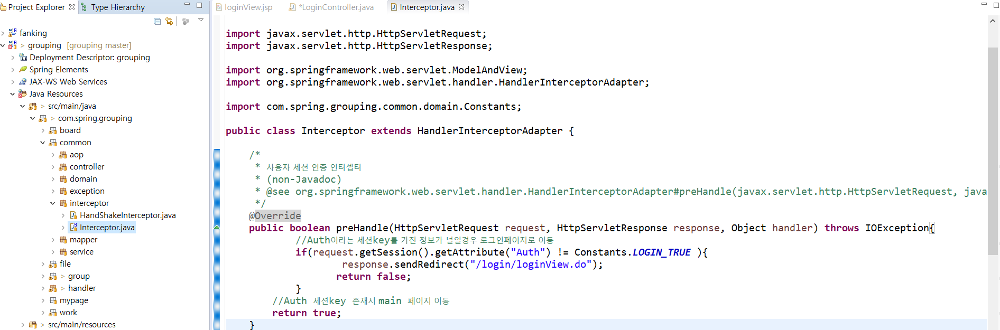 Project Explorer
Type Hierarchy
fanking
> grouping [grouping master]
Deployment Descriptor: grouping
Spring Elements
JAX-WS Web Services
Java Resources
> src/main/java
> com.spring.grouping
board
common
aop
controller
domain
exception
interceptor
HandShakeInterceptor.java
Interceptor.java
mapper
service
file
> group
> handler
mypage
work
> src/main/resources
loginView.jsp
*LoginController.java
Interceptor.java
import javax.servlet.http.HttpServletRequest;
import javax.servlet.http.HttpServletResponse;
import org.springframework.web.servlet.ModelAndView;
import org.springframework.web.servlet.handler.HandlerInterceptorAdapter;
import com.spring.grouping.common.domain.Constants;
public class Interceptor extends HandlerInterceptorAdapter {
/*
* 사용자 세션 인증 인터셉터
* (non-Javadoc)
* @see org.springframework.web.servlet.handler.HandlerInterceptorAdapter#preHandle(javax.servlet.http.HttpServletRequest, java
*/
@Override
public boolean preHandle(HttpServletRequest request, HttpServletResponse response, Object handler) throws IOException{
//Auth이라는 세션key를 가진 정보가 널일경우 로그인페이지로 이동
if(request.getSession().getAttribute("Auth") != Constants.LOGIN_TRUE ){
response.sendRedirect("/login/loginView.do");
return false;
}
//Auth 세션key 존재시 main 페이지 이동
return true;
}